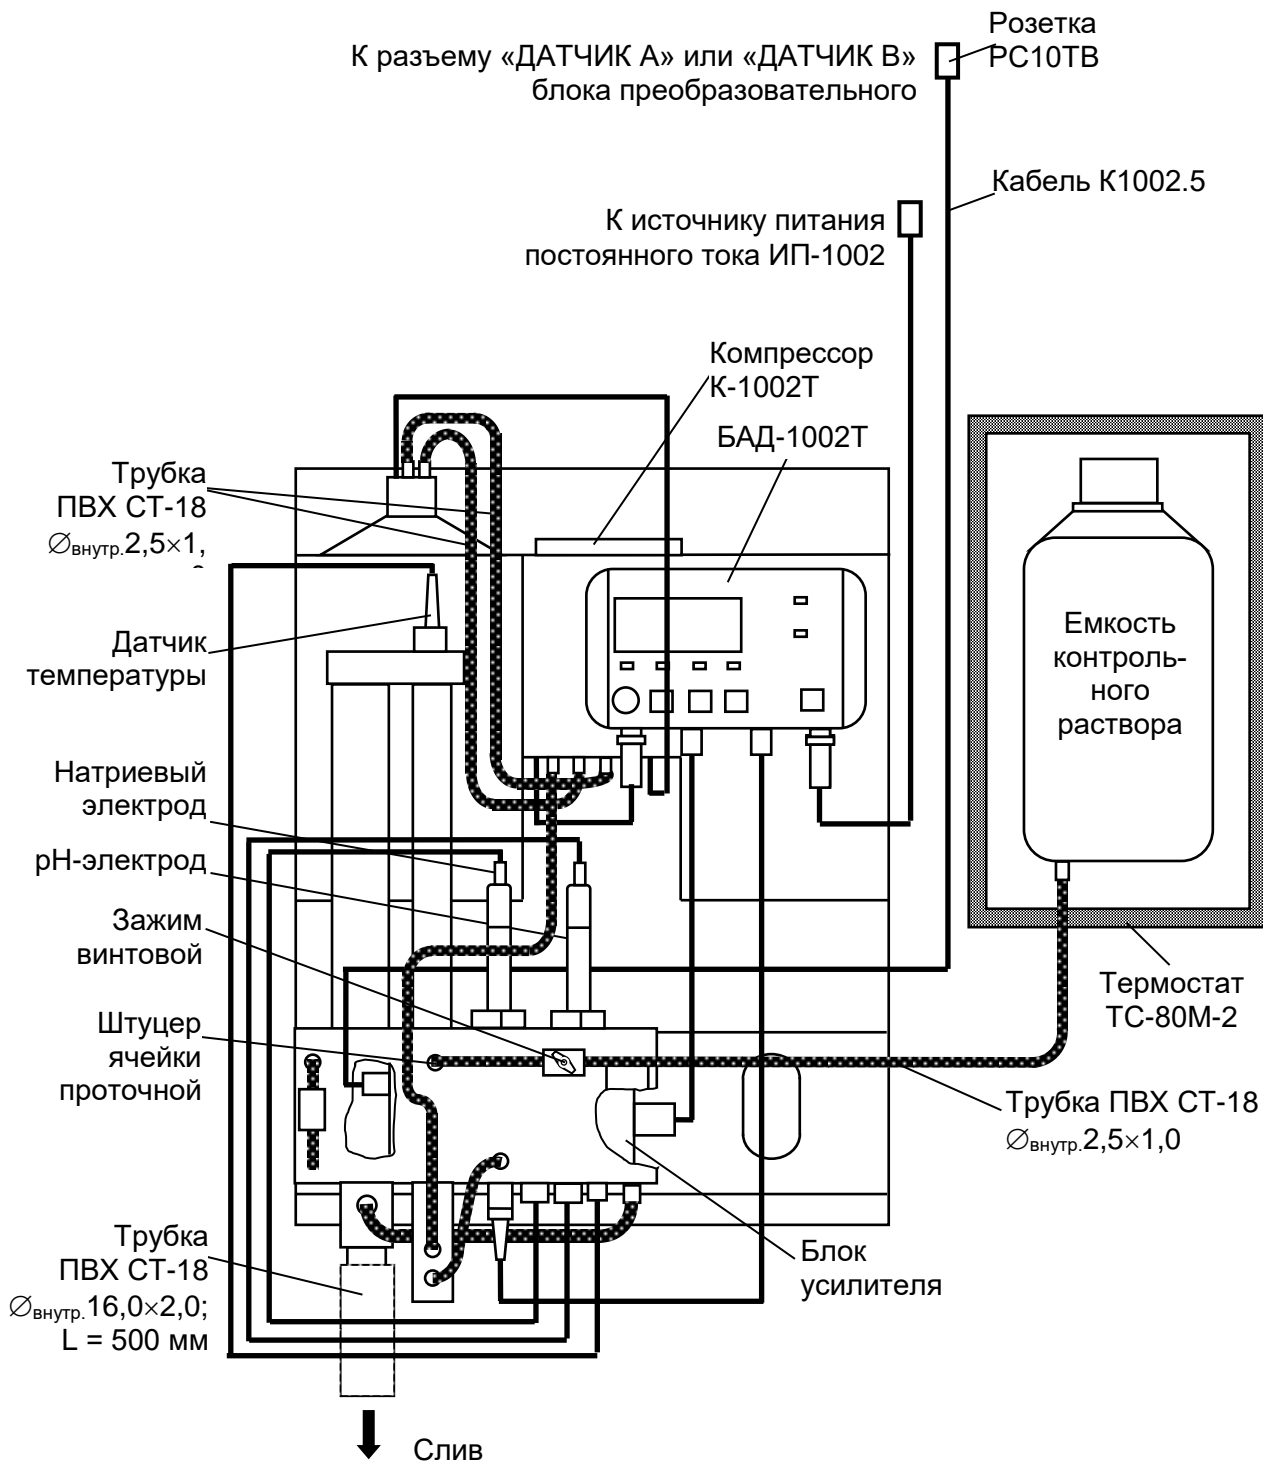 Розетка
РС10ТВ
К разъему «ДАТЧИК А» или «ДАТЧИК В»
блока преобразовательного
Кабель К1002.5
К источнику питания
постоянного тока ИП-1002
Компрессор
К-1002Т
БАД-1002Т
Трубка
ПВХ СТ-18
∅внутр.2,5×1,
Емкость
контроль-
ного
раствора
Датчик
температуры
Натриевый
электрод
pH-электрод
Зажим
винтовой
Термостат
ТС-80М-2
Штуцер
ячейки
проточной
Трубка ПВХ СТ-18
∅внутр.2,5×1,0
Трубка
ПВХ СТ-18
∅внутр.16,0×2,0;
L = 500 мм
Блок
усилителя
Слив